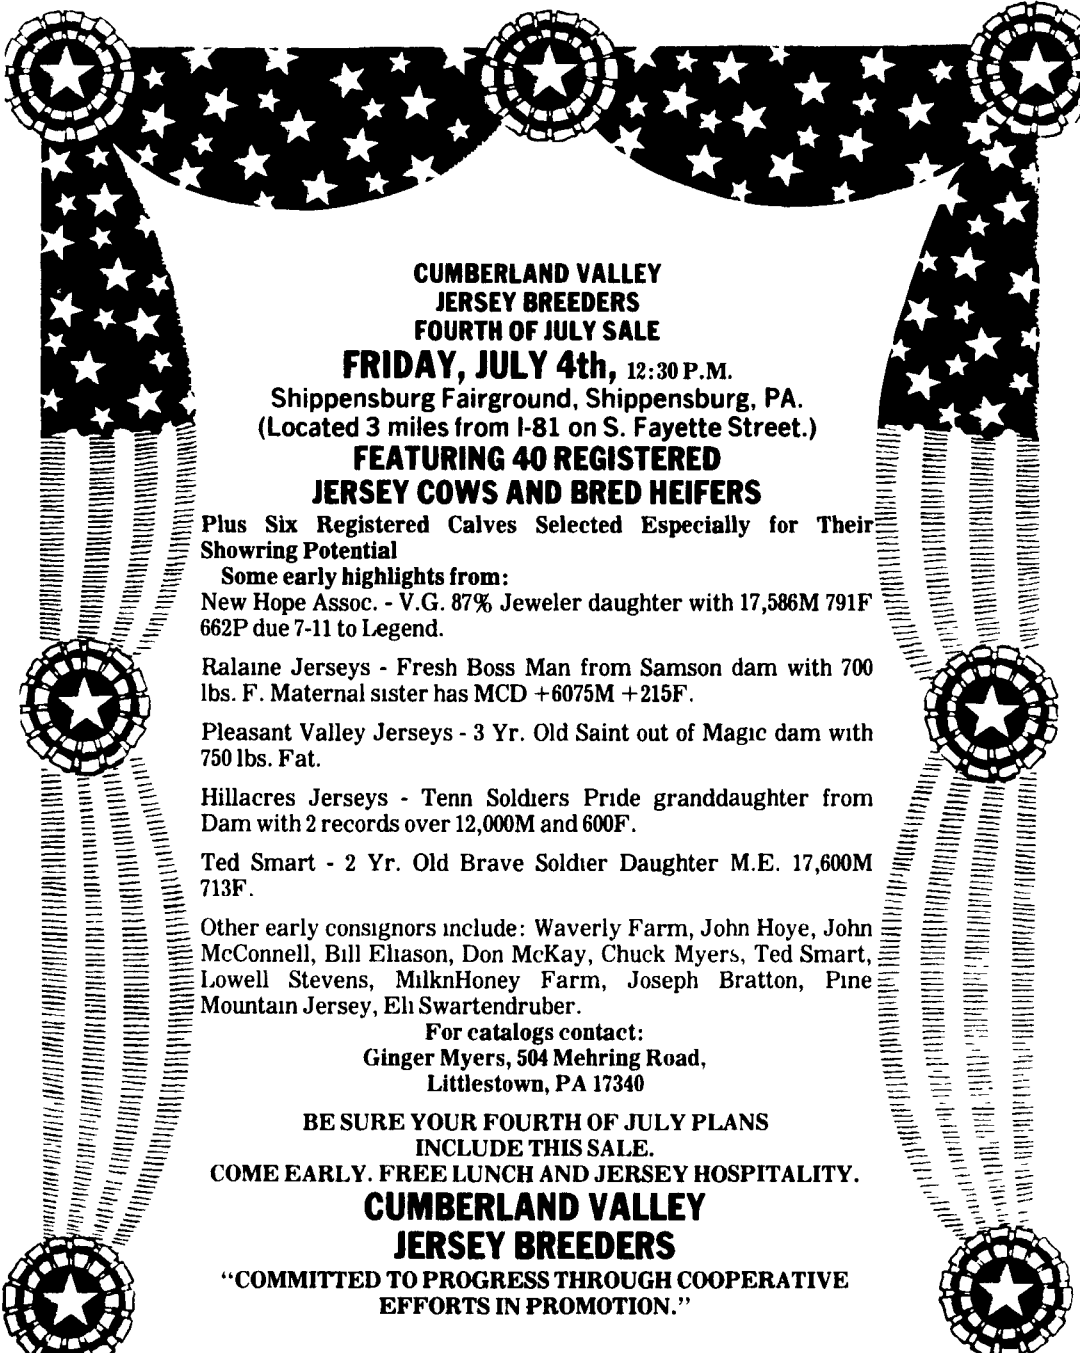 CUMBERLAND VALLEY
JERSEY BREEDERS
FOURTH OF JULY SALE
FRIDAY, JULY 4th, 12:30 P.M.
Shippensburg Fairground, Shippensburg, PA.
(Located 3 miles from I-81 on S. Fayette Street.)
FEATURING 40 REGISTERED
JERSEY COWS AND BRED HEIFERS
Plus Six Registered Calves Selected Especially for Their
Showring Potential
Some early highlights from:
New Hope Assoc. - V.G. 87% Jeweler daughter with 17,586M 791F
662P due 7-11 to Legend.
Ralaine Jerseys - Fresh Boss Man from Samson dam with 700
lbs. F. Maternal sister has MCD +6075M +215F.
Pleasant Valley Jerseys - 3 Yr. Old Saint out of Magic dam with
750 lbs. Fat.
Hillacres Jerseys - Tenn Soldiers Pride granddaughter from
Dam with 2 records over 12,000M and 600F.
Ted Smart - 2 Yr. Old Brave Soldier Daughter M.E. 17,600M
713F.
Other early consignors include: Waverly Farm, John Hoye, John
McConnell, Bill Eliason, Don McKay, Chuck Myers, Ted Smart,
Lowell Stevens, MilknHoney Farm, Joseph Bratton, Pine
Mountain Jersey, Eli Swartendruber.
For catalogs contact:
Ginger Myers, 504 Mehring Road,
Littlestown, PA 17340
BE SURE YOUR FOURTH OF JULY PLANS
INCLUDE THIS SALE.
COME EARLY. FREE LUNCH AND JERSEY HOSPITALITY.
CUMBERLAND VALLEY
JERSEY BREEDERS
"COMMITTED TO PROGRESS THROUGH COOPERATIVE
EFFORTS IN PROMOTION."